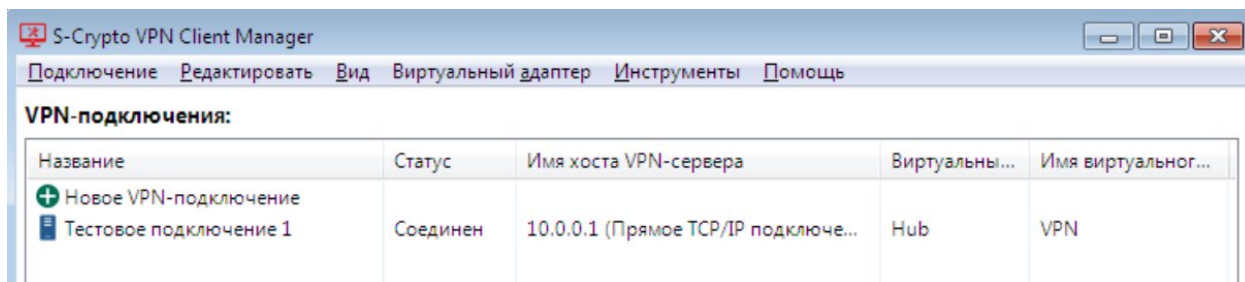 S-Crypto VPN Client Manager
Подключение Редактировать Вид Виртуальный адаптер Инструменты Помощь
VPN-подключения:
Название Статус Имя хоста VPN-сервера Виртуальны... Имя виртуальног...
Новое VPN-подключение
Тестовое подключение 1 Соединен 10.0.0.1 (Прямое TCP/IP подключе... Hub VPN